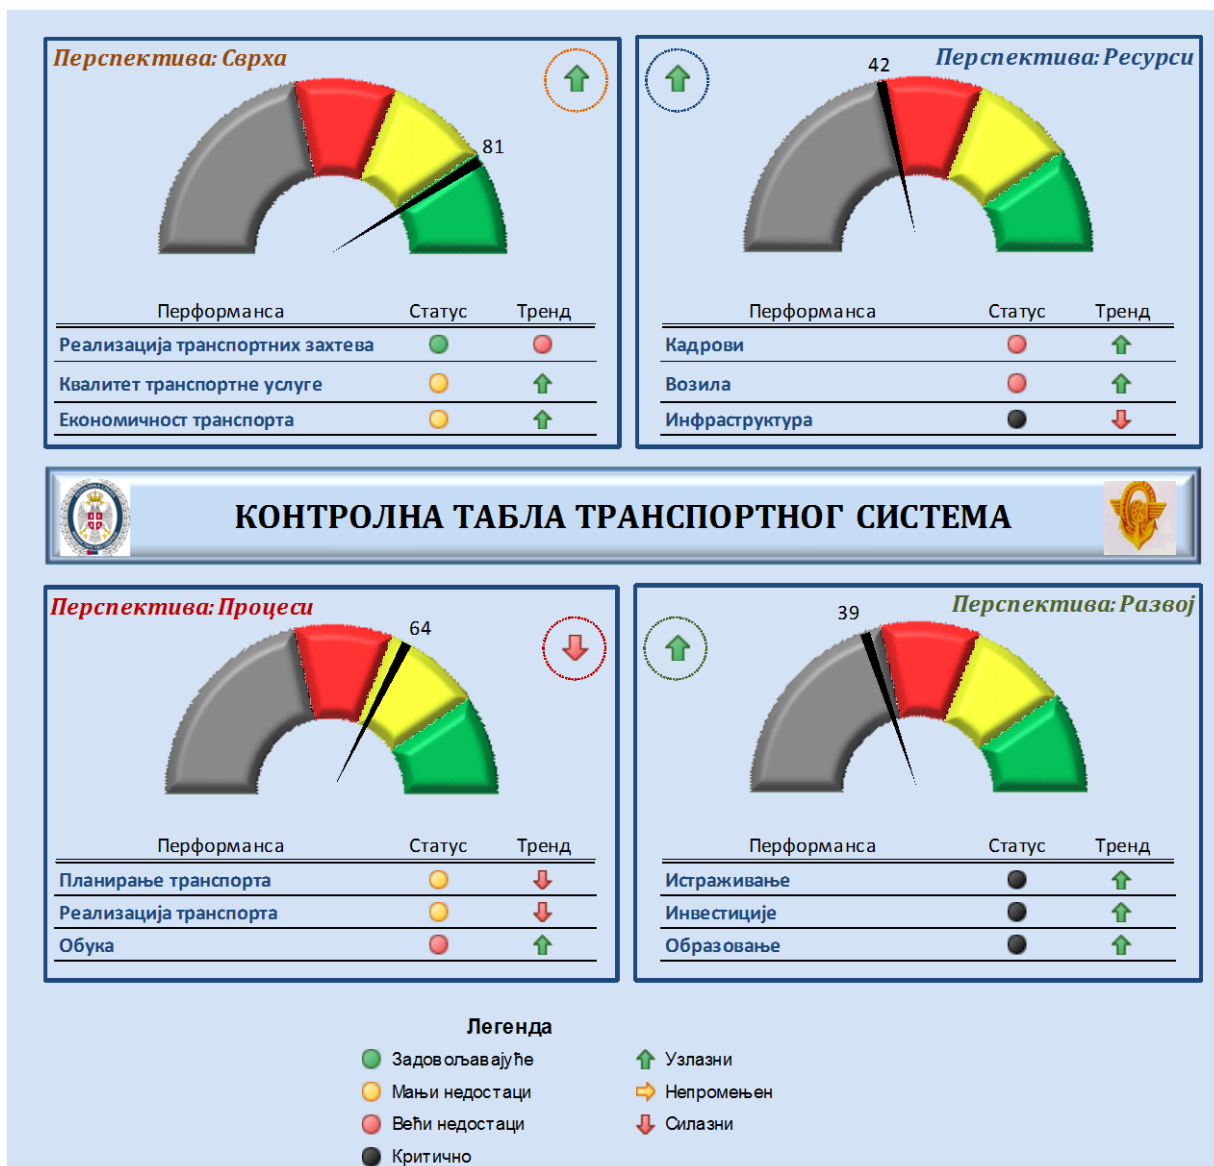 Перспектива: Сврха
81
Перформанса Статус Тренд
Реализација транспортних захтева
Квалитет транспортне услуге
Економичност транспорта
Перспектива: Ресурси
42
Перформанса Статус Тренд
Кадрови
Возила
Инфраструктура
КОНТРОЛНА ТАБЛА ТРАНСПОРТНОГ СИСТЕМА
Перспектива: Процеси
64
Перформанса Статус Тренд
Планирање транспорта
Реализација транспорта
Обука
Перспектива: Развој
39
Перформанса Статус Тренд
Истраживање
Инвестиције
Образовање
Легенда
Задовољавајуће
Мањи недостаци
Већи недостаци
Критично
Узлазни
Непромењен
Силазни